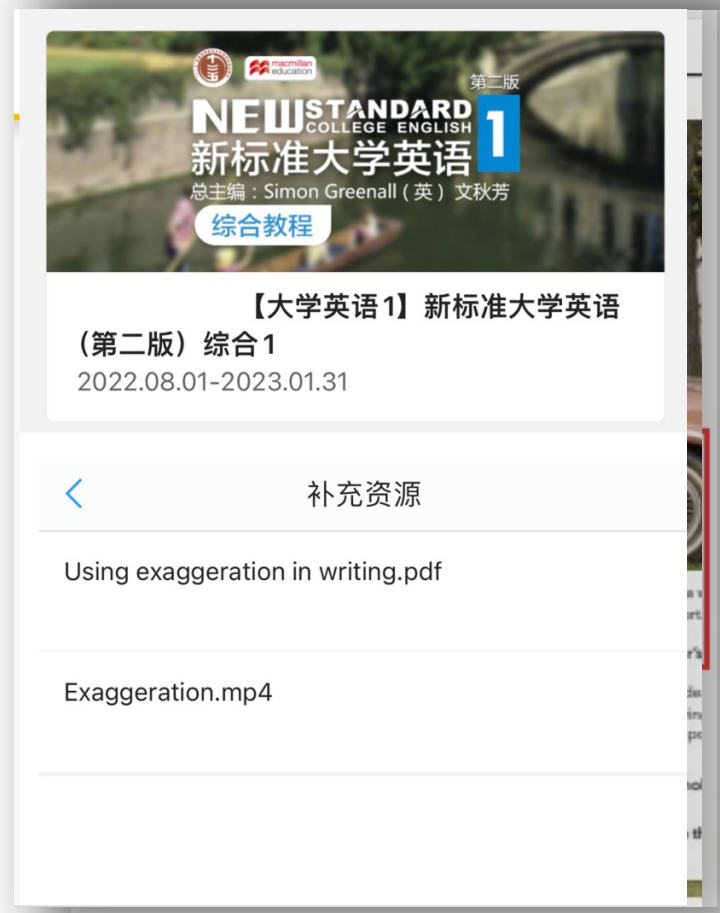 macmillan
education
第二版
NEW STANDARD
COLLEGE ENGLISH
1
新标准大学英语
总主编：Simon Greenall（英）文秋芳
综合教程
【大学英语1】新标准大学英语
（第二版）综合1
2022.08.01-2023.01.31
补充资源
Using exaggeration in writing.pdf
Exaggeration.mp4